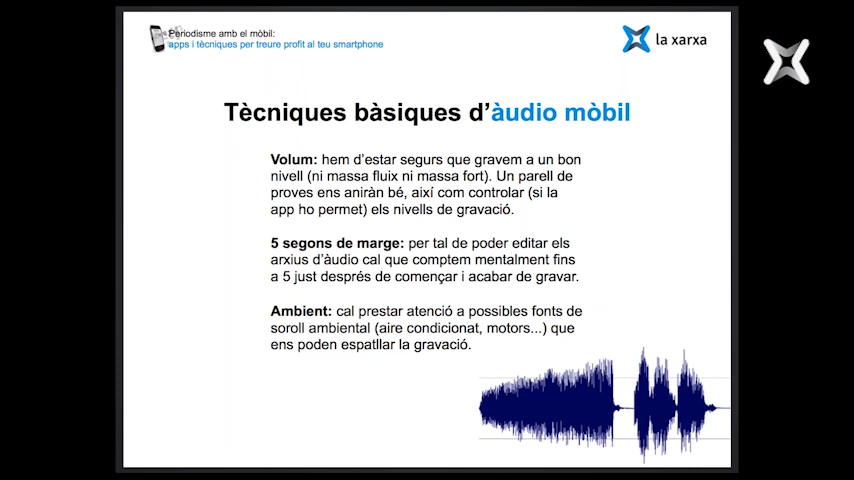 Periodisme amb el mòbil:
apps i tècniques per treure profit al teu smartphone
la xarxa
Tècniques bàsiques d'àudio mòbil
Volum: hem d'estar segurs que gravem a un bon
nivell (ni massa fluix ni massa fort). Un parell de
proves ens aniràn bé, així com controlar (si la
app ho permet) els nivells de gravació.
5 segons de marge: per tal de poder editar els
arxius d'àudio cal que comptem mentalment fins
a 5 just després de començar i acabar de gravar.
Ambient: cal prestar atenció a possibles fonts de
soroll ambiental (aire condicionat, motors...) que
ens poden espatllar la gravació.